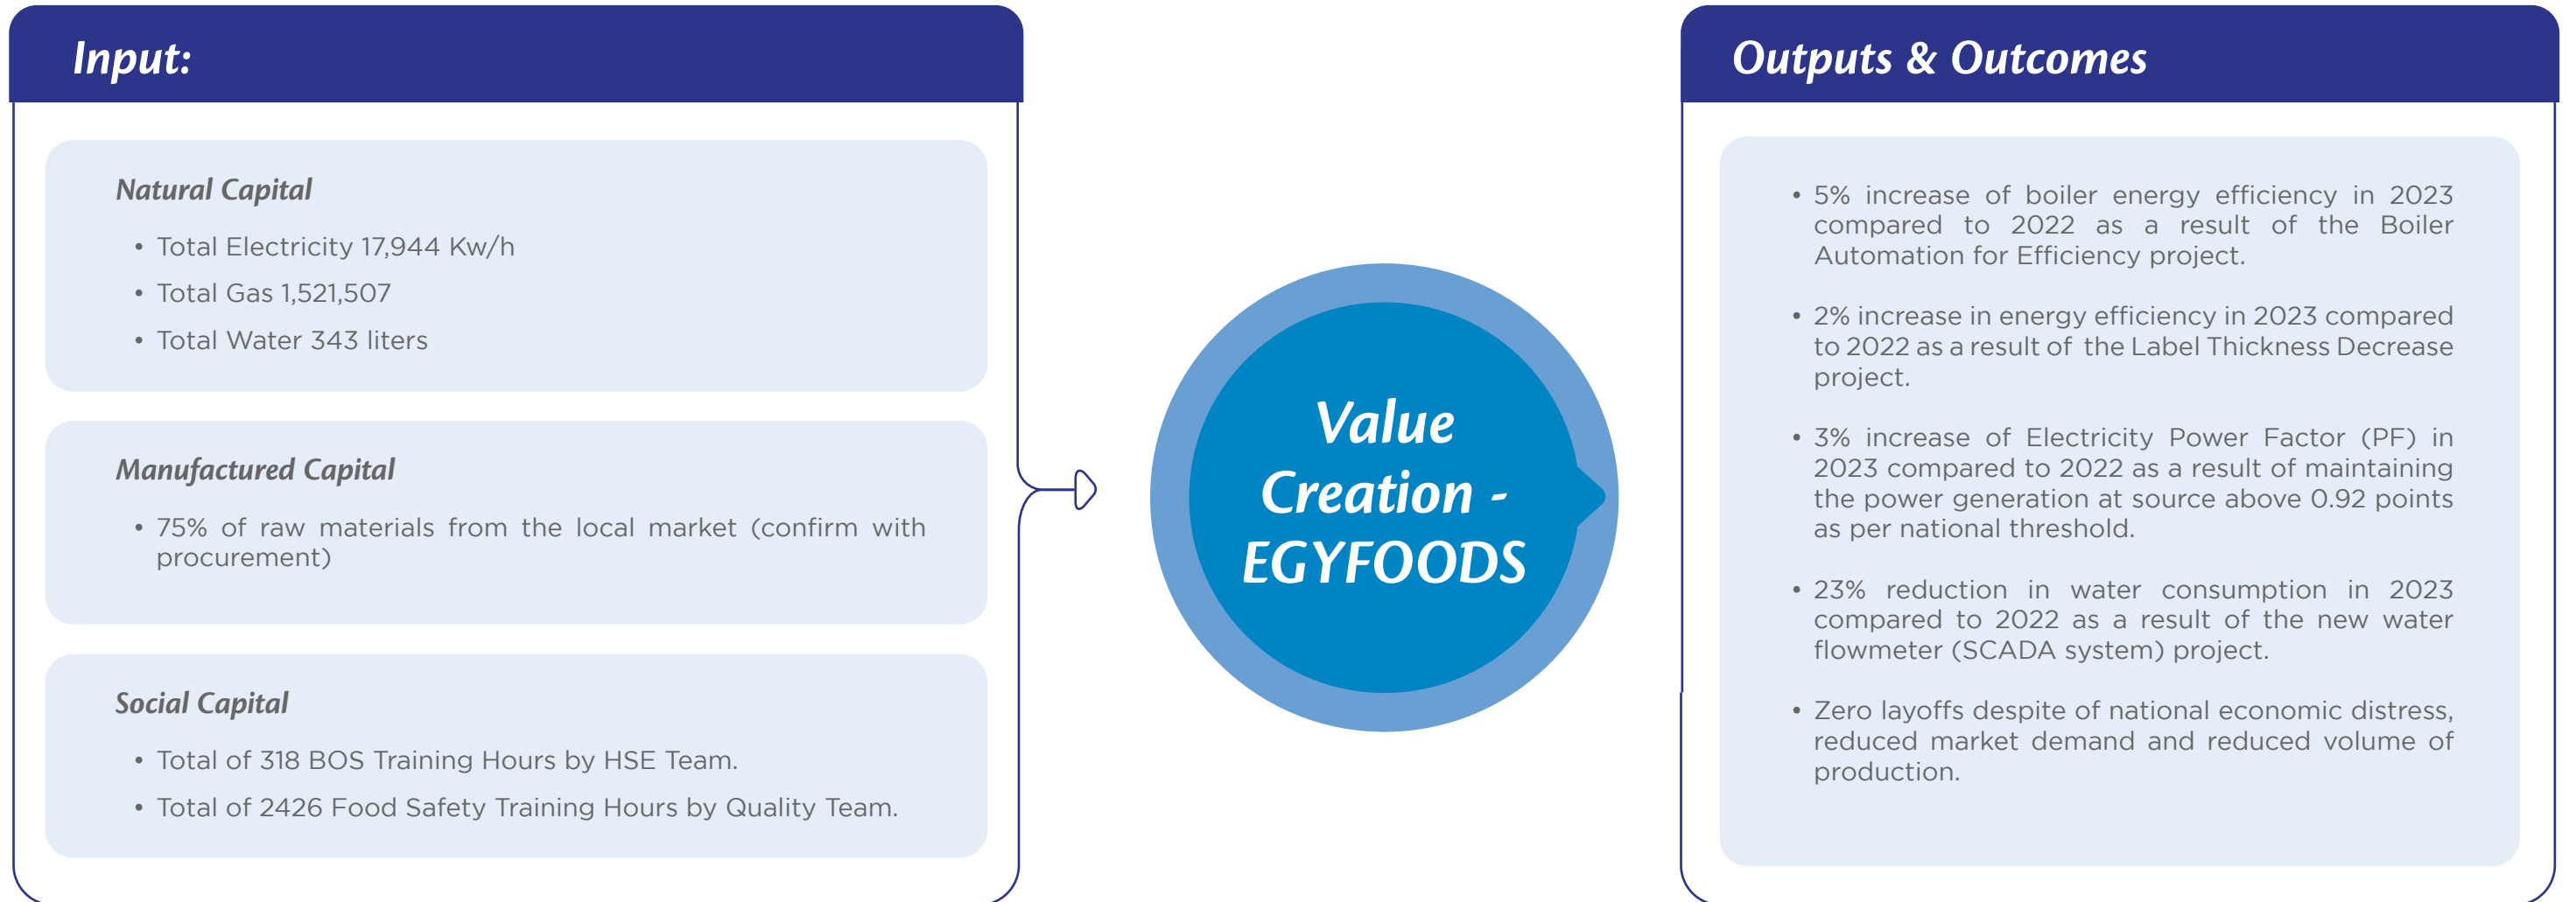 Input:
Natural Capital
• Total Electricity 17,944 Kw/h
• Total Gas 1,521,507
• Total Water 343 liters
Manufactured Capital
• 75% of raw materials from the local market (confirm with
procurement)
Social Capital
• Total of 318 BOS Training Hours by HSE Team.
• Total of 2426 Food Safety Training Hours by Quality Team.
Value
Creation -
EGYFOODS
Outputs & Outcomes
• 5% increase of boiler energy efficiency in 2023
compared to 2022 as a result of the Boiler
Automation for Efficiency project.
• 2% increase in energy efficiency in 2023 compared
to 2022 as a result of the Label Thickness Decrease
project.
• 3% increase of Electricity Power Factor (PF) in
2023 compared to 2022 as a result of maintaining
the power generation at source above 0.92 points
as per national threshold.
• 23% reduction in water consumption in 2023
compared to 2022 as a result of the new water
flowmeter (SCADA system) project.
• Zero layoffs despite of national economic distress,
reduced market demand and reduced volume of
production.